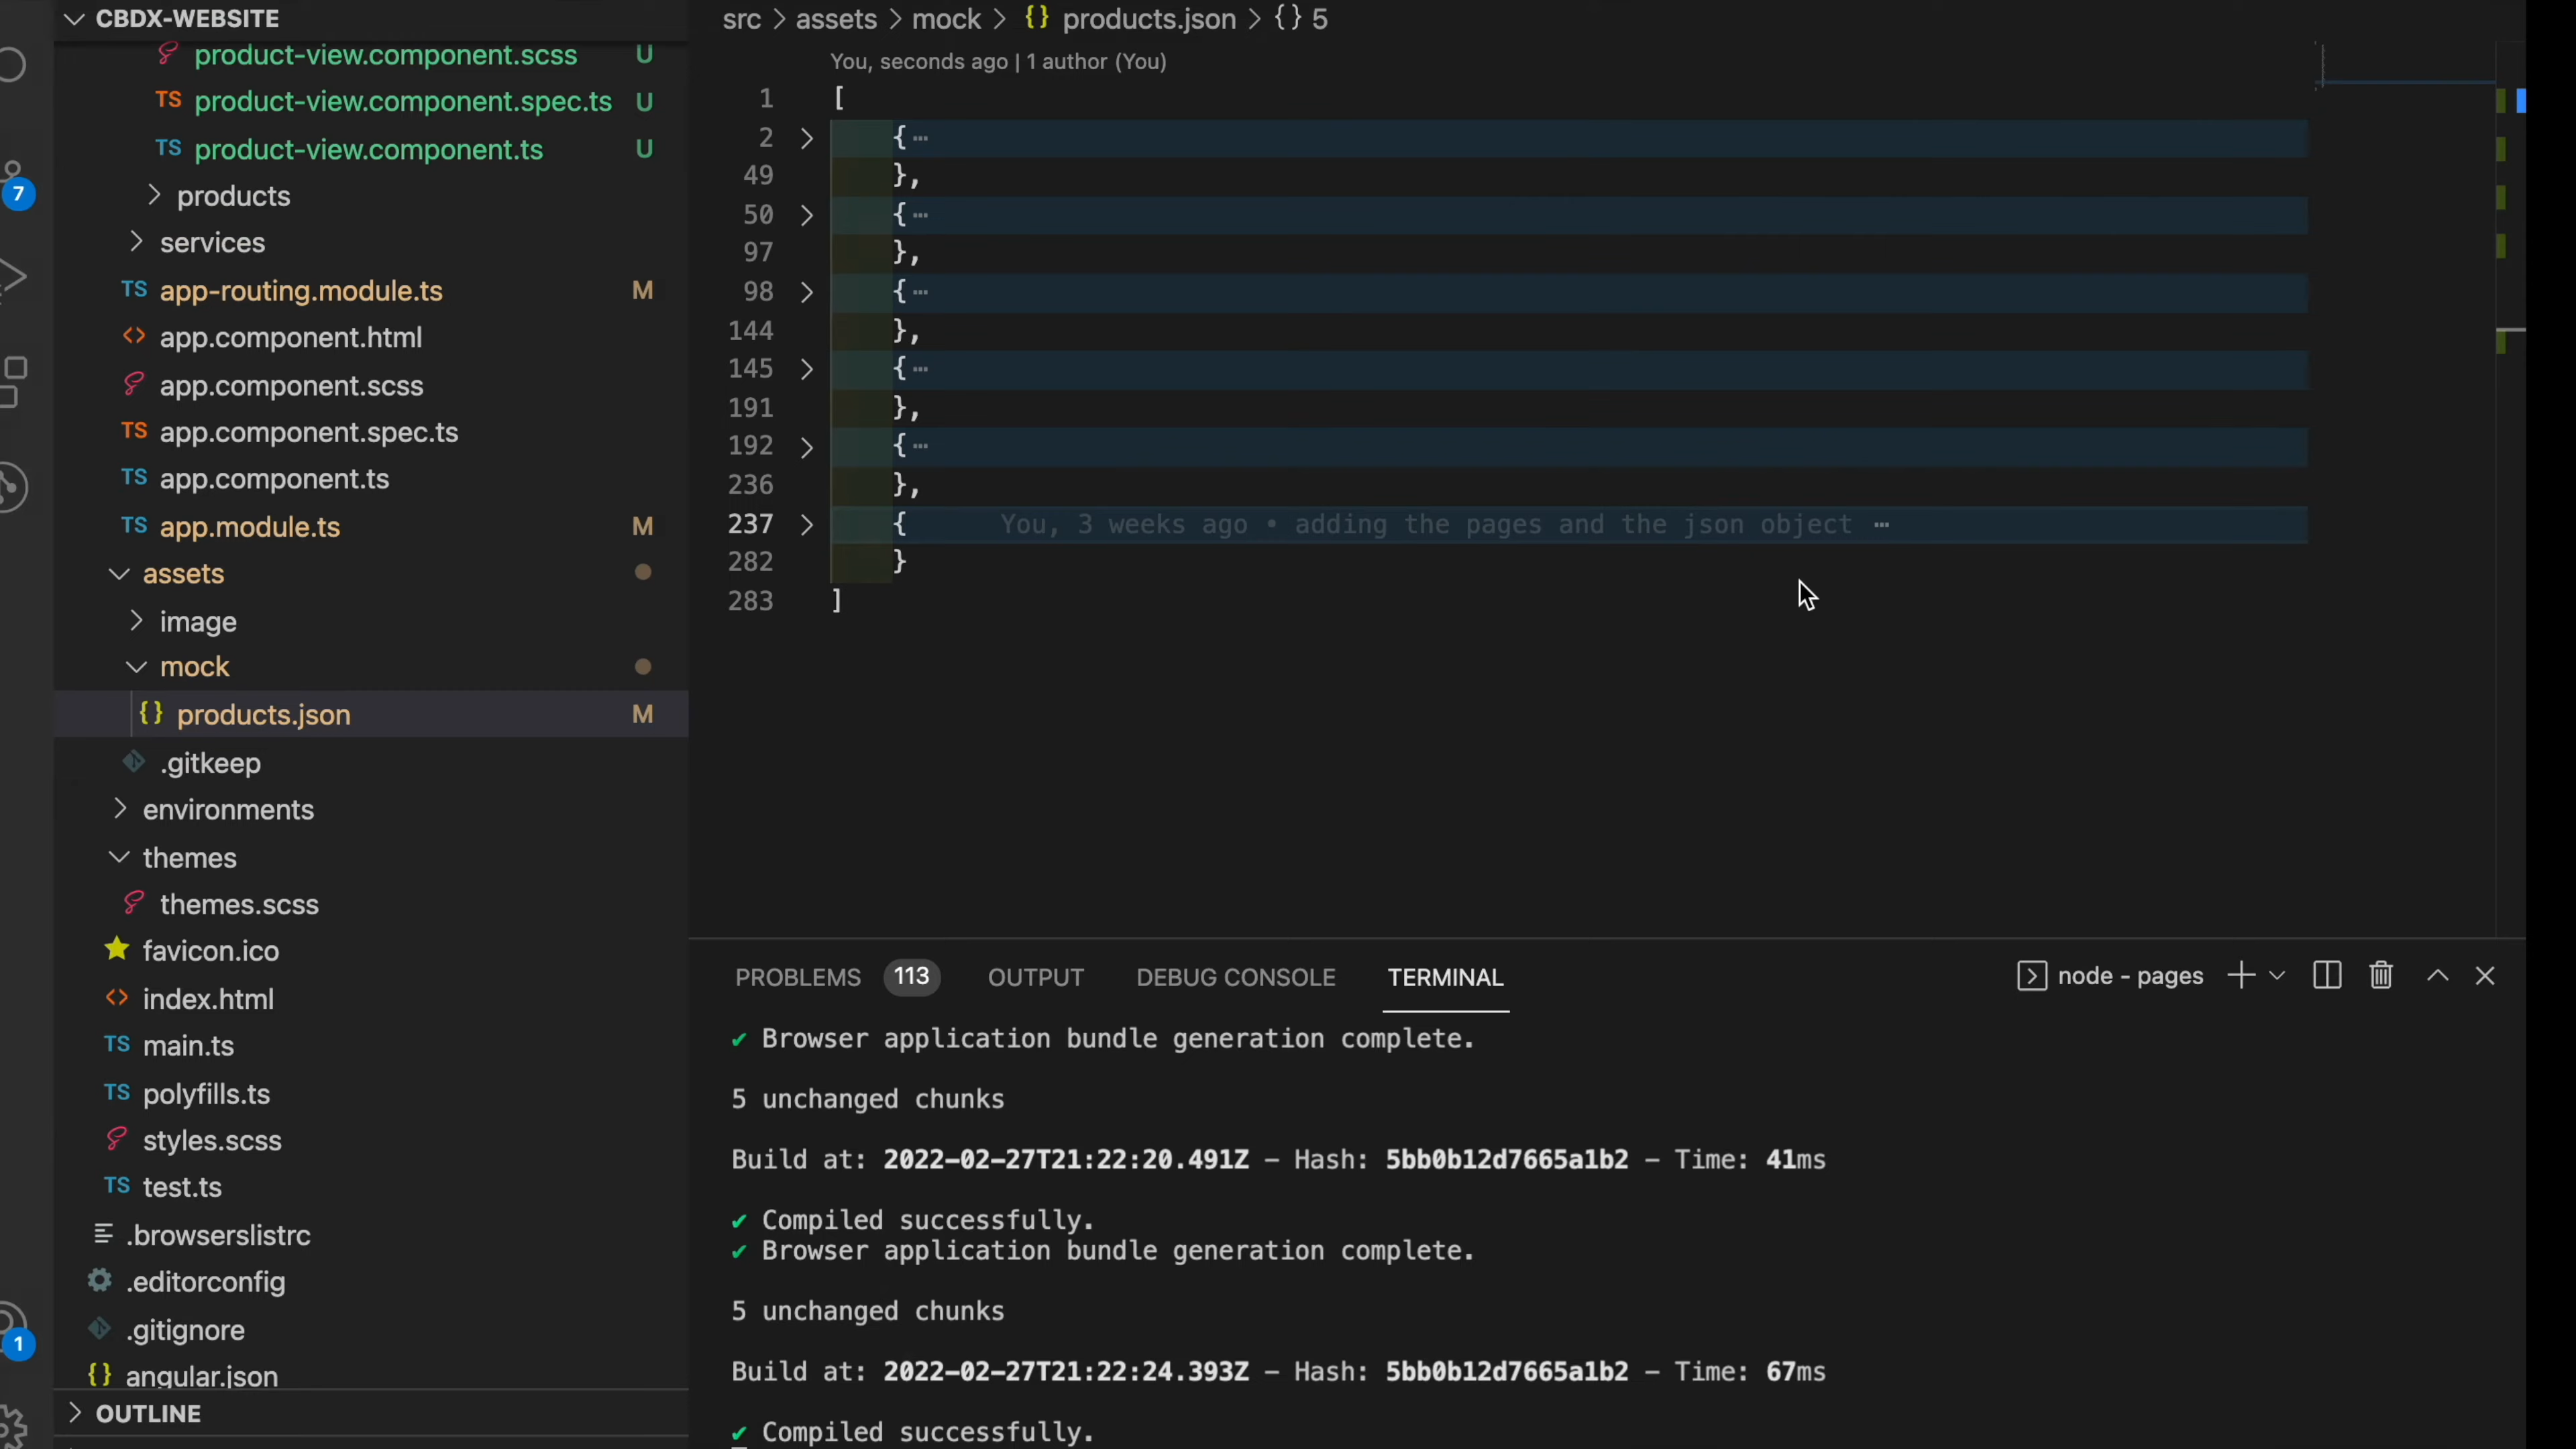 CBDX-WEBSITE
product-view.component.scss U
TS product-view.component.spec.ts U
TS product-view.component.ts U
7
products
services
TS app-routing.module.ts M
<> app.component.html
app.component.scss
TS app.component.spec.ts
TS app.component.ts
TS app.module.ts M
assets
image
mock
{} products.json M
.gitkeep
environments
themes
themes.scss
favicon.ico
<> index.html
TS main.ts
TS polyfills.ts
styles.scss
TS test.ts
.browserslistrc
.editorconfig
.gitignore
1
{} angular.json
OUTLINE
src > assets > mock > {} products.json > {} 5
You, seconds ago | 1 author (You)
1 [
2 > { ...
49 },
50 > { ...
97 },
98 > { ...
144 },
145 > { ...
191 },
192 > { ...
236 },
237 > { You, 3 weeks ago • adding the pages and the json object ...
282 }
283 ]
PROBLEMS 113 OUTPUT DEBUG CONSOLE TERMINAL node - pages
✔ Browser application bundle generation complete.
5 unchanged chunks
Build at: 2022-02-27T21:22:20.491Z - Hash: 5bb0b12d7665a1b2 - Time: 41ms
✔ Compiled successfully.
✔ Browser application bundle generation complete.
5 unchanged chunks
Build at: 2022-02-27T21:22:24.393Z - Hash: 5bb0b12d7665a1b2 - Time: 67ms
✔ Compiled successfully.